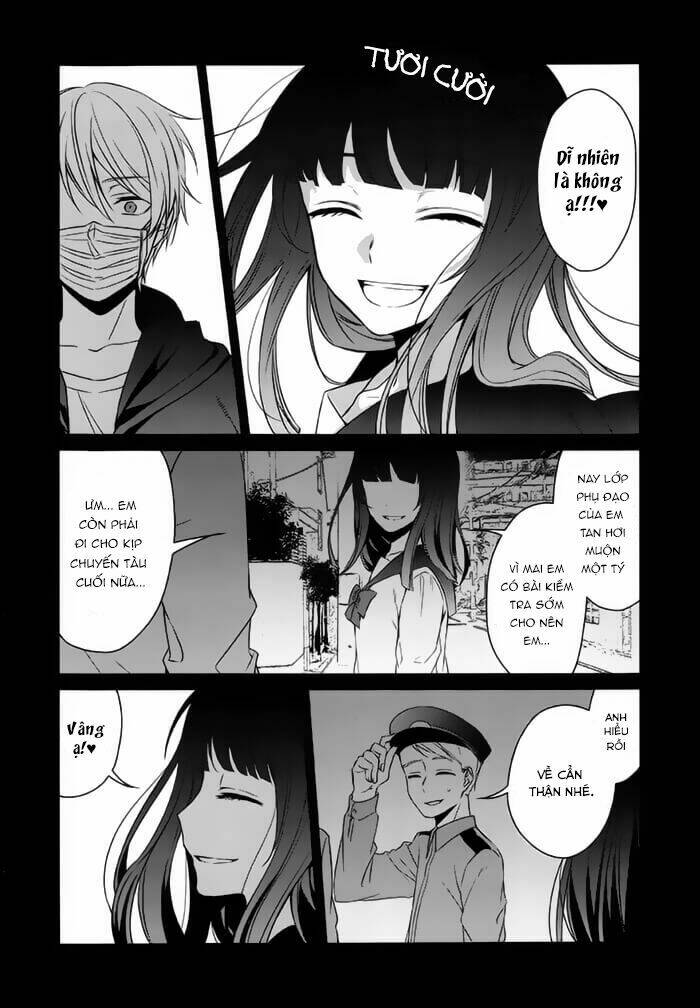 TƯƠI CƯỜI
Dĩ nhiên
là không
ạ!!!♥
NAY LỚP
PHỤ ĐẠO
CỦA EM
TAN HƠI
MUỘN
MỘT TÝ
VÌ MAI EM
CÓ BÀI KIỂM
TRA SỚM
CHO NÊN
EM...
ƯM... EM
CÒN PHẢI
ĐI CHO KỊP
CHUYẾN TÀU
CUỐI NỮA...
ANH
HIỂU
RỒI
VỀ CẨN
THẬN NHÉ.
Vâng
ạ!♥